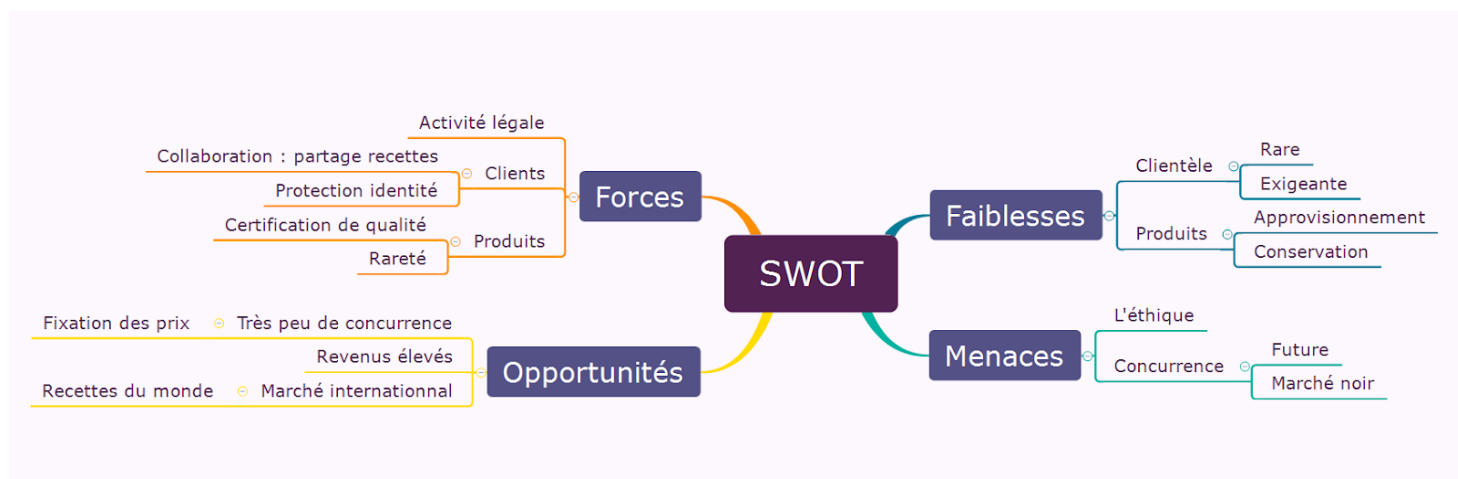 SWOT
Forces
Activité légale
Clients
Collaboration : partage recettes
Protection identité
Produits
Certification de qualité
Rareté
Opportunités
Très peu de concurrence
Fixation des prix
Revenus élevés
Marché internationnal
Recettes du monde
Faiblesses
Clientèle
Rare
Exigeante
Produits
Approvisionnement
Conservation
Menaces
L'éthique
Concurrence
Future
Marché noir